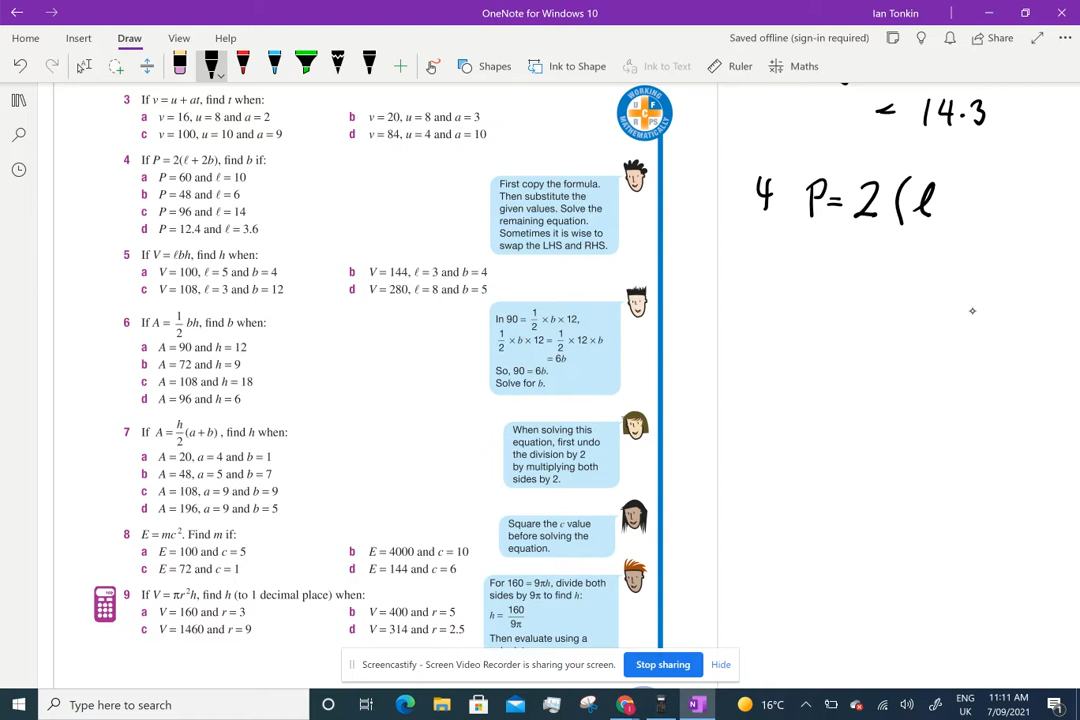 OneNote for Windows 10
Ian Tonkin
Home Insert Draw View Help
Saved offline (sign-in required)
Share
Shapes
Ink to Shape
Ink to Text
Ruler
Maths
3 If v = u + at, find t when:
a v = 16, u = 8 and a = 2
b v = 20, u = 8 and a = 3
c v = 100, u = 10 and a = 9
d v = 84, u = 4 and a = 10
4 If P = 2(ℓ + 2b), find b if:
a P = 60 and ℓ = 10
b P = 48 and ℓ = 6
c P = 96 and ℓ = 14
d P = 12.4 and ℓ = 3.6
WORKING
MATHEMATICALLY
U F
C
R PS
First copy the formula.
Then substitute the
given values. Solve the
remaining equation.
Sometimes it is wise to
swap the LHS and RHS.
5 If V = ℓbh, find h when:
a V = 100, ℓ = 5 and b = 4
b V = 144, ℓ = 3 and b = 4
c V = 108, ℓ = 3 and b = 12
d V = 280, ℓ = 8 and b = 5
6 If A = 1/2 bh, find b when:
a A = 90 and h = 12
b A = 72 and h = 9
c A = 108 and h = 18
d A = 96 and h = 6
In 90 = 1/2 × b × 12,
1/2 × b × 12 = 1/2 × 12 × b
= 6b
So, 90 = 6b.
Solve for b.
7 If A = h/2 (a + b) , find h when:
a A = 20, a = 4 and b = 1
b A = 48, a = 5 and b = 7
c A = 108, a = 9 and b = 9
d A = 196, a = 9 and b = 5
When solving this
equation, first undo
the division by 2
by multiplying both
sides by 2.
8 E = mc². Find m if:
a E = 100 and c = 5
b E = 4000 and c = 10
c E = 72 and c = 1
d E = 144 and c = 6
Square the c value
before solving the
equation.
9 If V = πr²h, find h (to 1 decimal place) when:
a V = 160 and r = 3
b V = 400 and r = 5
c V = 1460 and r = 9
d V = 314 and r = 2.5
For 160 = 9πh, divide both
sides by 9π to find h:
h = 160/9π
Then evaluate using a
= 14.3
4 P = 2 (ℓ
Screencastify - Screen Video Recorder is sharing your screen.
Stop sharing
Hide
Type here to search
16°C
ENG
UK
11:11 AM
7/09/2021